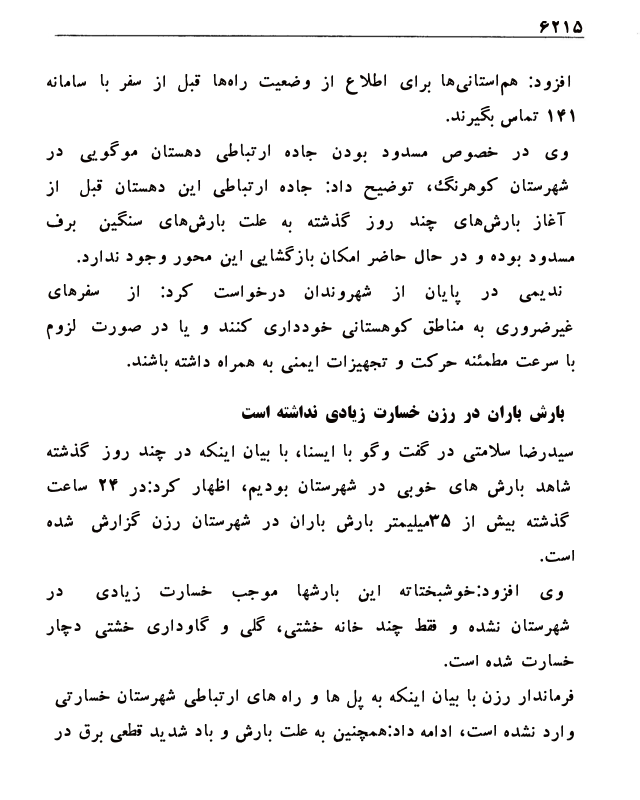 ۶۲۱۵
افزود: هم‌استانی‌ها برای اطلاع از وضعیت راه‌ها قبل از سفر با سامانه
۱۴۱ تماس بگیرند.
وی در خصوص مسدود بودن جاده ارتباطی دهستان موگویی در
شهرستان کوهرنگ، توضیح داد: جاده ارتباطی این دهستان قبل از
آغاز بارش‌های چند روز گذشته به علت بارش‌های سنگین برف
مسدود بوده و در حال حاضر امکان بازگشایی این محور وجود ندارد.
ندیمی در پایان از شهروندان درخواست کرد: از سفرهای
غیرضروری به مناطق کوهستانی خودداری کنند و یا در صورت لزوم
با سرعت مطمئنه حرکت و تجهیزات ایمنی به همراه داشته باشند.
بارش باران در رزن خسارت زیادی نداشته است
سیدرضا سلامتی در گفت وگو با ایسنا، با بیان اینکه در چند روز گذشته
شاهد بارش های خوبی در شهرستان بودیم، اظهار کرد:در ۲۴ ساعت
گذشته بیش از ۳۵میلیمتر بارش باران در شهرستان رزن گزارش شده
است.
وی افزود:خوشبختاته این بارشها موجب خسارت زیادی در
شهرستان نشده و فقط چند خانه خشتی، گلی و گاوداری خشتی دچار
خسارت شده است.
فرماندار رزن با بیان اینکه به پل ها و راه های ارتباطی شهرستان خسارتی
وارد نشده است، ادامه داد:همچنین به علت بارش و باد شدید قطعی برق در